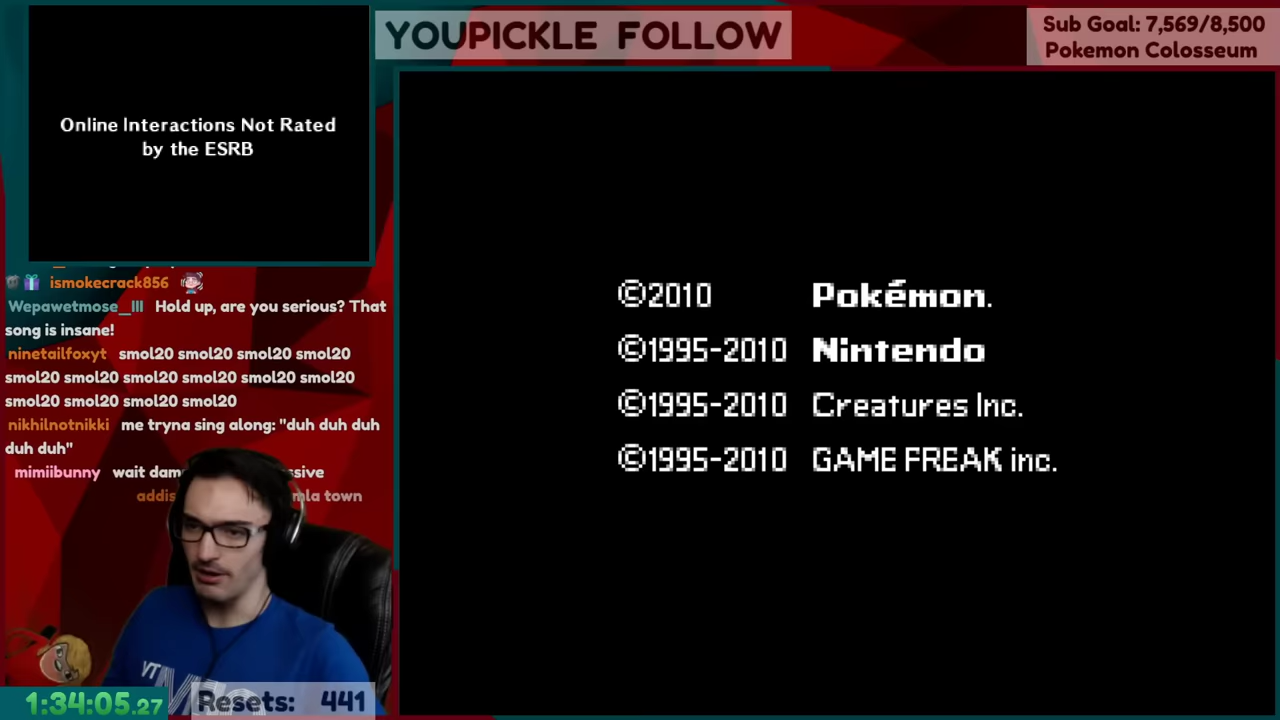 YOUPICKLE FOLLOW
Sub Goal: 7,569/8,500
Pokemon Colosseum
Online Interactions Not Rated
by the ESRB
ismokecrack856
Wepawetmose_III Hold up, are you serious? That
song is insane!
ninetailfoxyt smol20 smol20 smol20 smol20
smol20 smol20 smol20 smol20 smol20 smol20
smol20 smol20 smol20 smol20
nikhilnotnikki me tryna sing along: "duh duh duh
duh duh"
mimiibunny wait
town
©2010 Pokémon.
©1995-2010 Nintendo
©1995-2010 Creatures Inc.
©1995-2010 GAME FREAK inc.
VT
1:34:05.27
Resets: 441